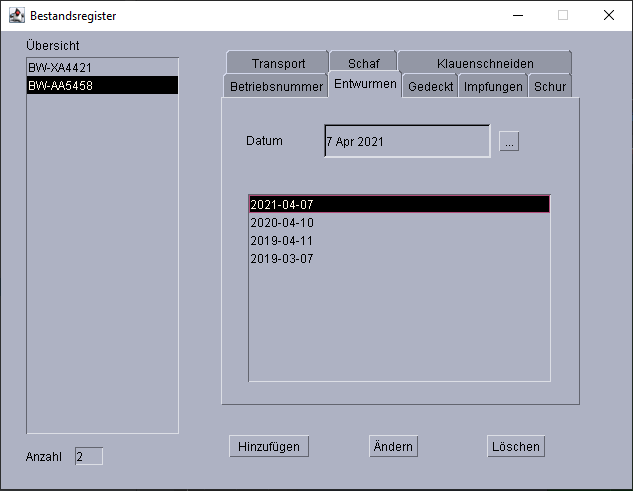 Bestandsregister
Übersicht
BW-XA4421
BW-AA5458
Anzahl 2
Transport Schaf Klauenschneiden
Betriebsnummer Entwurmen Gedeckt Impfungen Schur
Datum 7 Apr 2021 ...
2021-04-07
2020-04-10
2019-04-11
2019-03-07
Hinzufügen Ändern Löschen